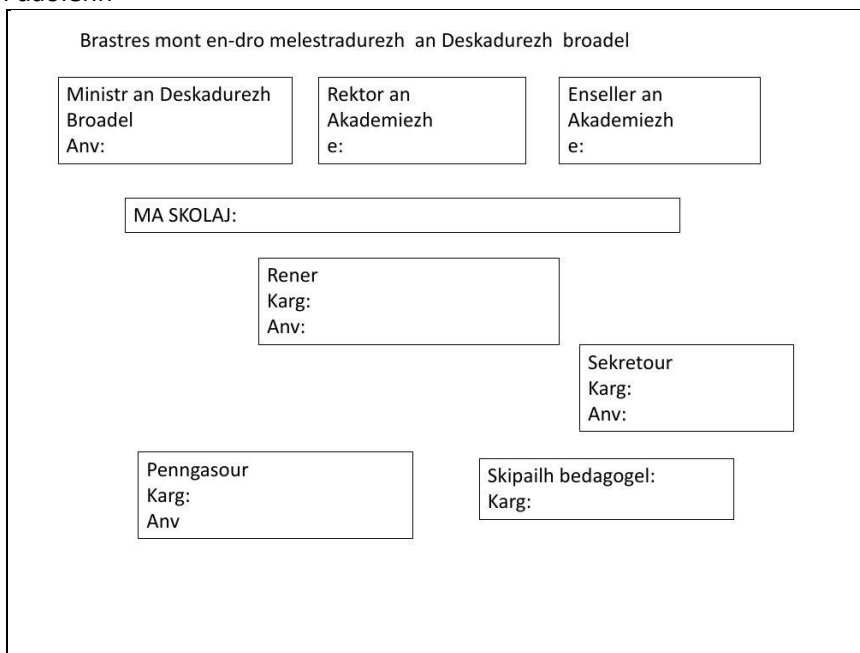 Brastres mont en-dro melestradurezh an Deskadurezh broadel
Ministr an Deskadurezh
Broadel
Anv:
Rektor an
Akademiezh
e:
Enseller an
Akademiezh
e:
MA SKOLAJ:
Rener
Karg:
Anv:
Sekretour
Karg:
Anv:
Penngasour
Karg:
Anv
Skipailh bedagogel:
Karg: